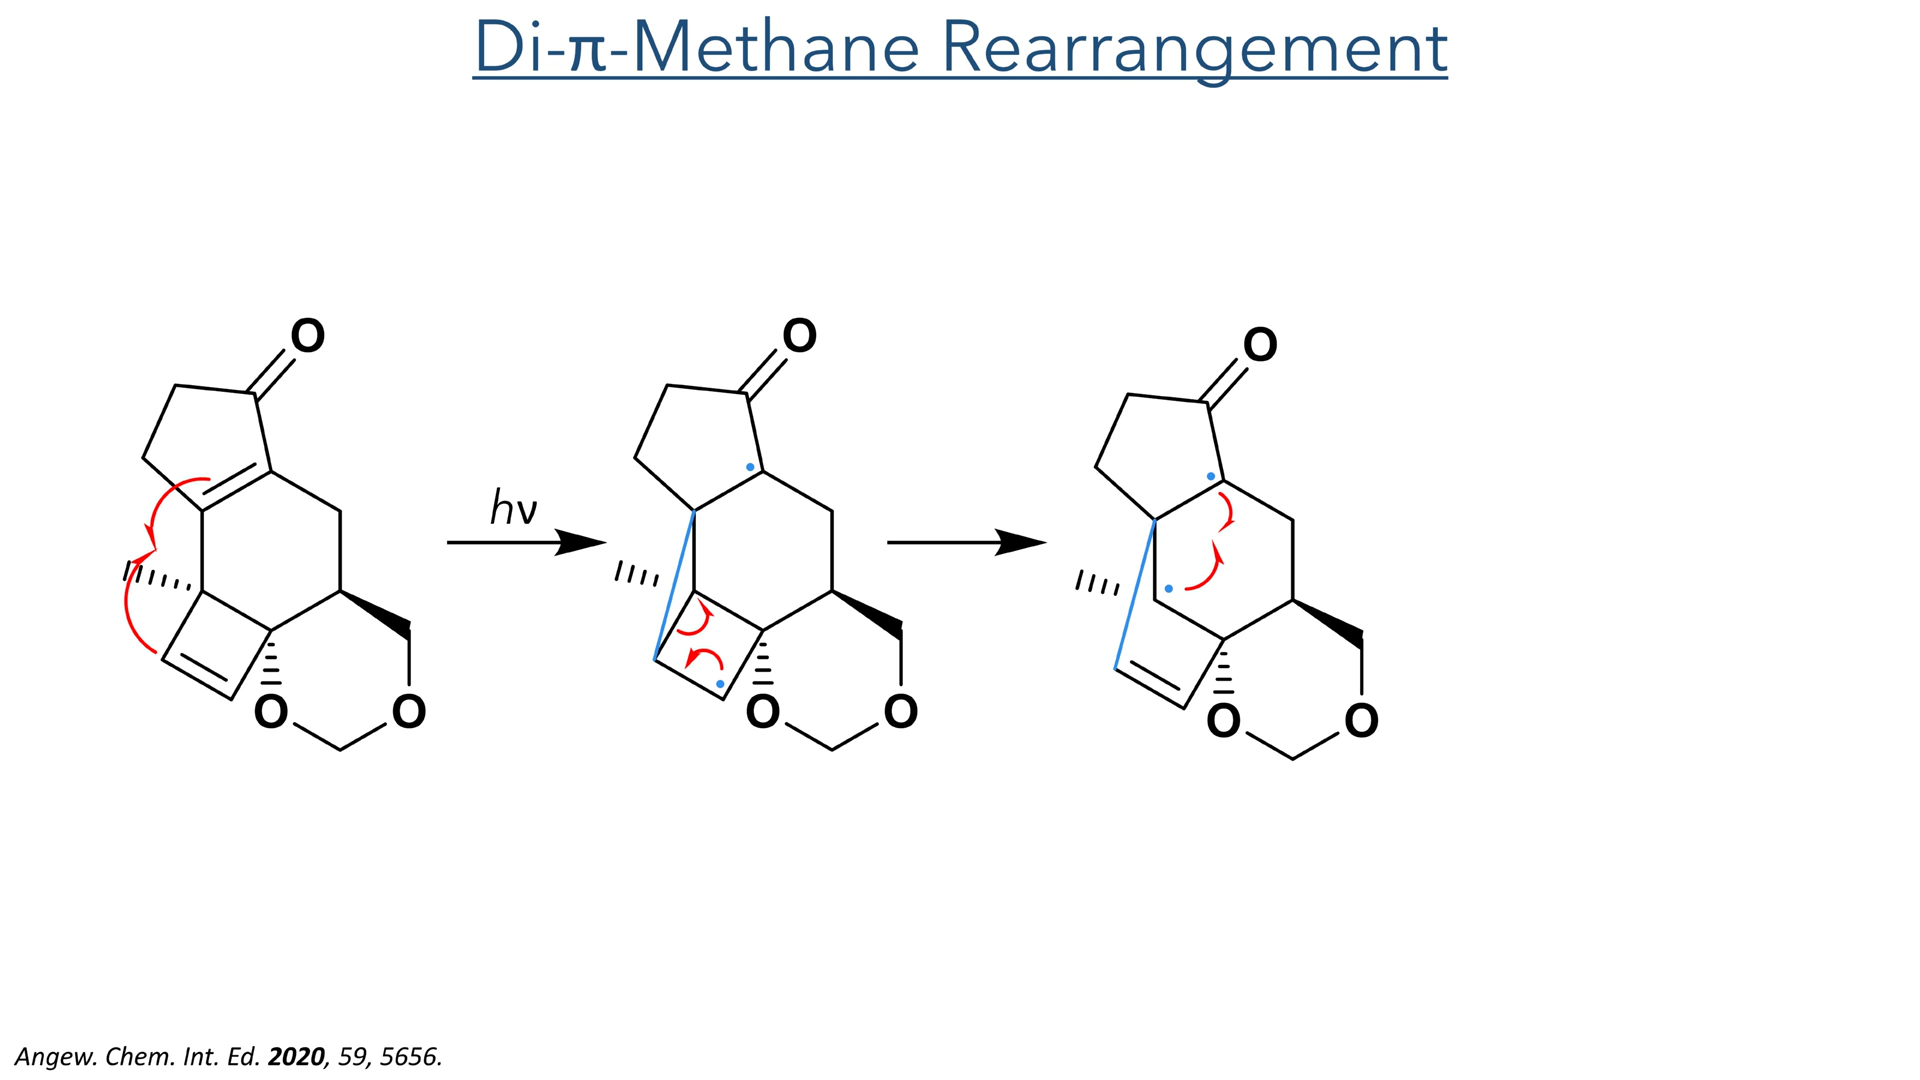 Di-π-Methane Rearrangement
O O O
hν
O O O O O O
Angew. Chem. Int. Ed. 2020, 59, 5656.